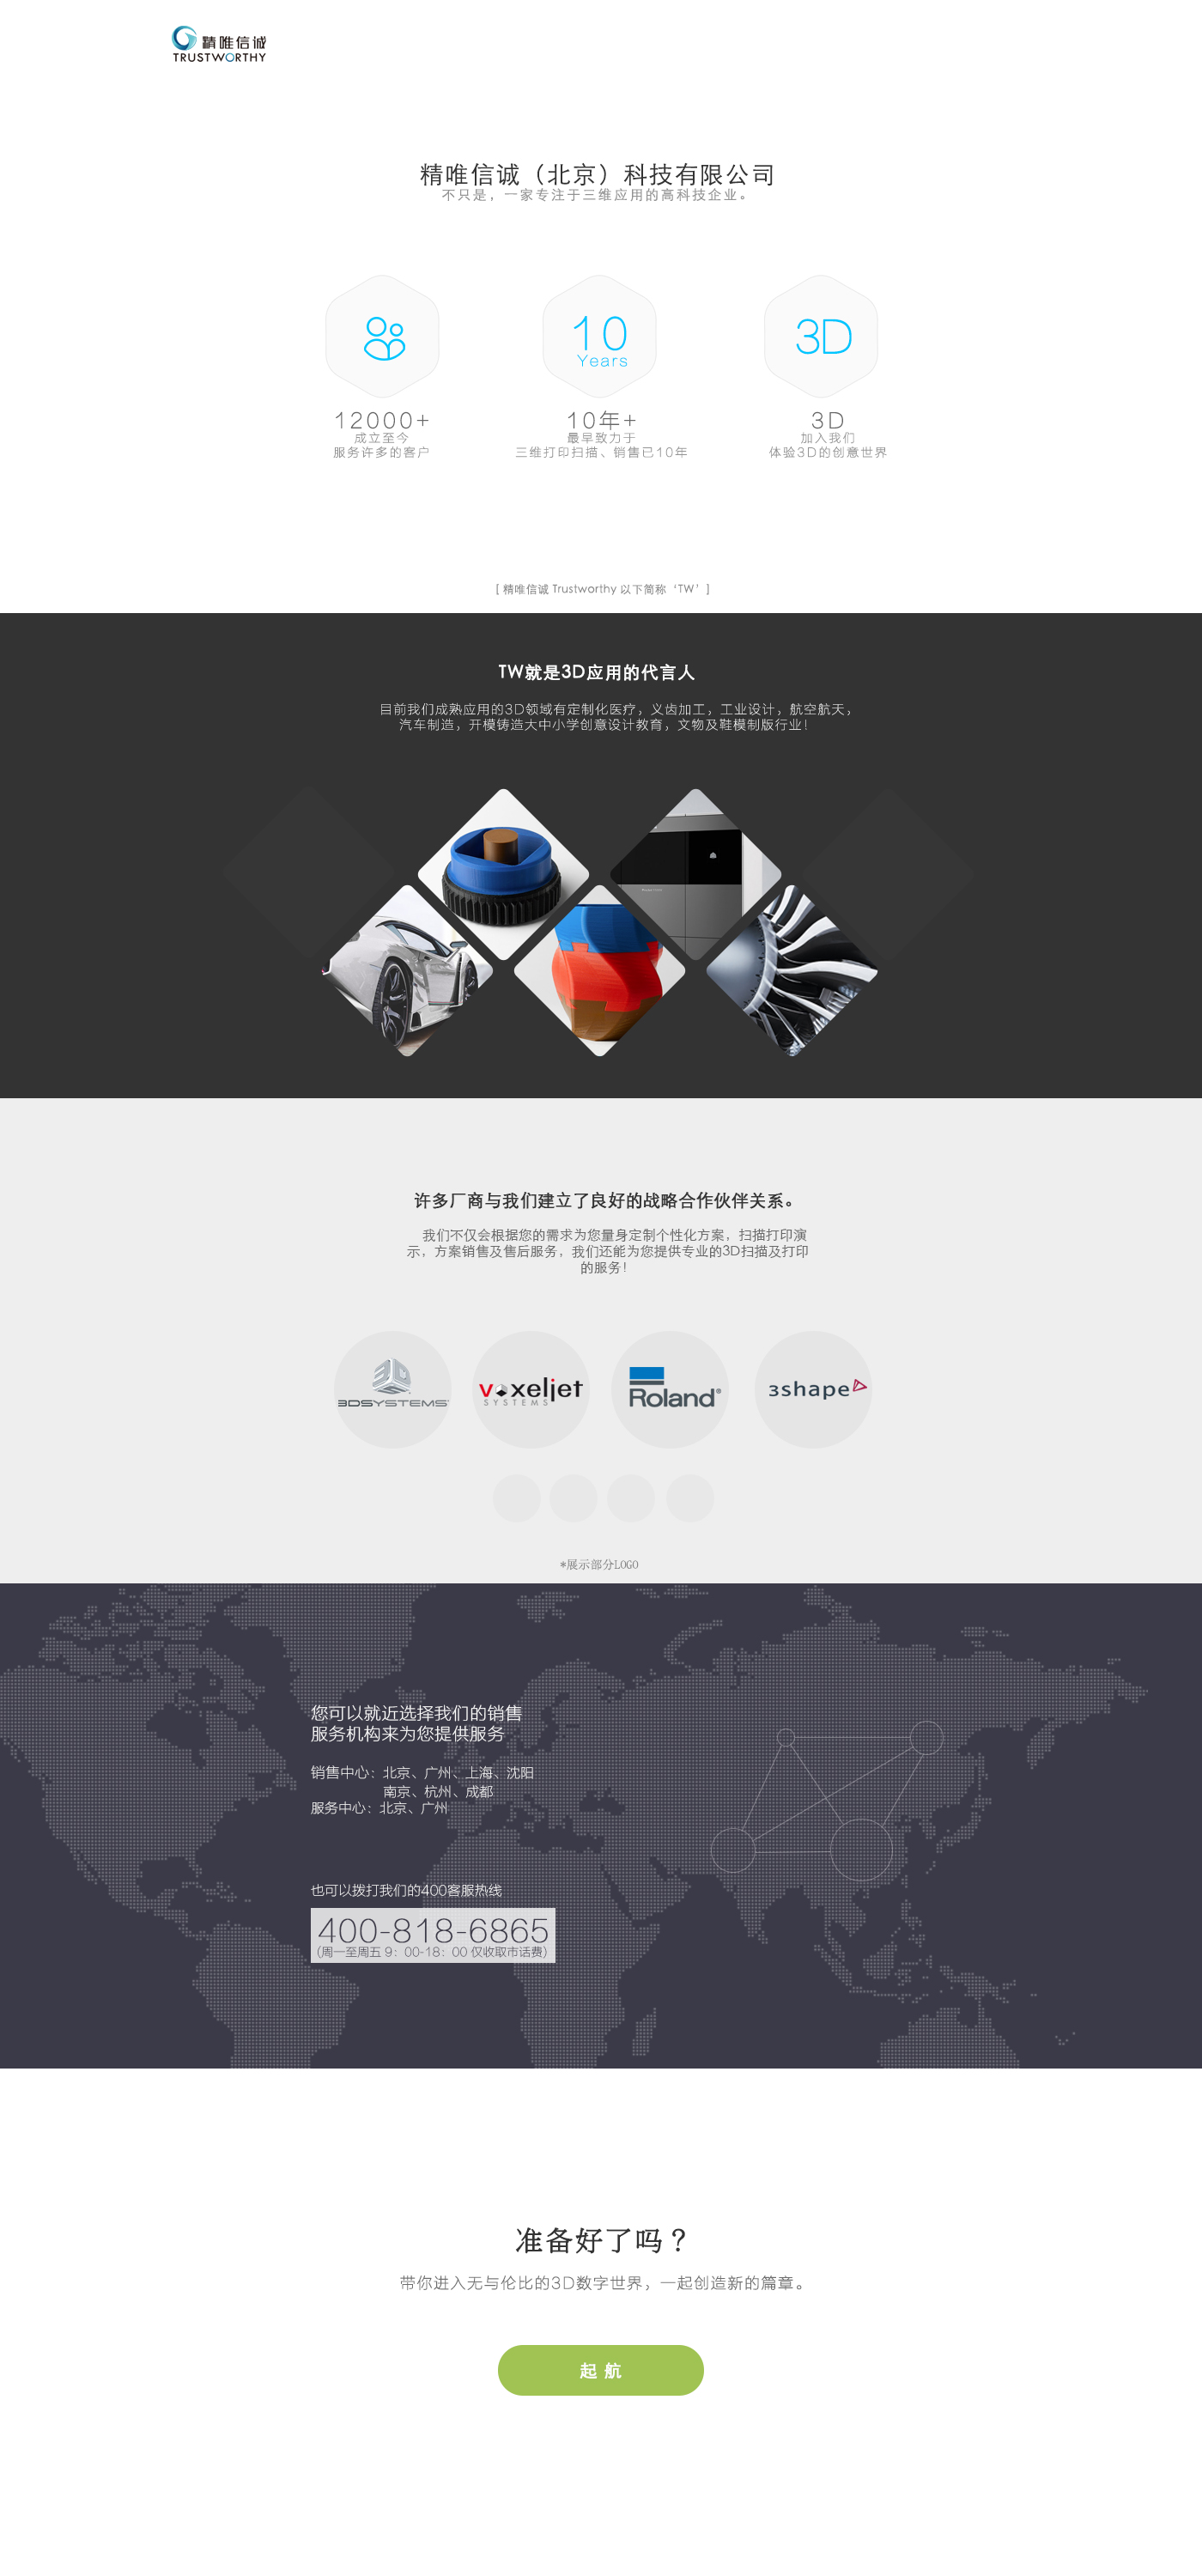 精唯信诚
TRUSTWORTHY
精唯信诚（北京）科技有限公司
不只是，一家专注于三维应用的高科技企业。
10
Years
3D
12000+
成立至今
服务许多的客户
10年+
最早致力于
三维打印扫描、销售已10年
3D
加入我们
体验3D的创意世界
[ 精唯信诚 Trustworthy 以下简称‘TW’]
TW就是3D应用的代言人
目前我们成熟应用的3D领域有定制化医疗，义齿加工，工业设计，航空航天，
汽车制造，开模铸造大中小学创意设计教育，文物及鞋模制版行业！
许多厂商与我们建立了良好的战略合作伙伴关系。
我们不仅会根据您的需求为您量身定制个性化方案，扫描打印演
示，方案销售及售后服务，我们还能为您提供专业的3D扫描及打印
的服务！
3D
3DSYSTEMS
voxeljet
SYSTEMS
Roland®
3shape
*展示部分LOGO
您可以就近选择我们的销售
服务机构来为您提供服务
销售中心：北京、广州、上海、沈阳
南京、杭州、成都
服务中心：北京、广州
也可以拨打我们的400客服热线
400-818-6865
(周一至周五 9：00-18：00 仅收取市话费)
准备好了吗？
带你进入无与伦比的3D数字世界，一起创造新的篇章。
起 航